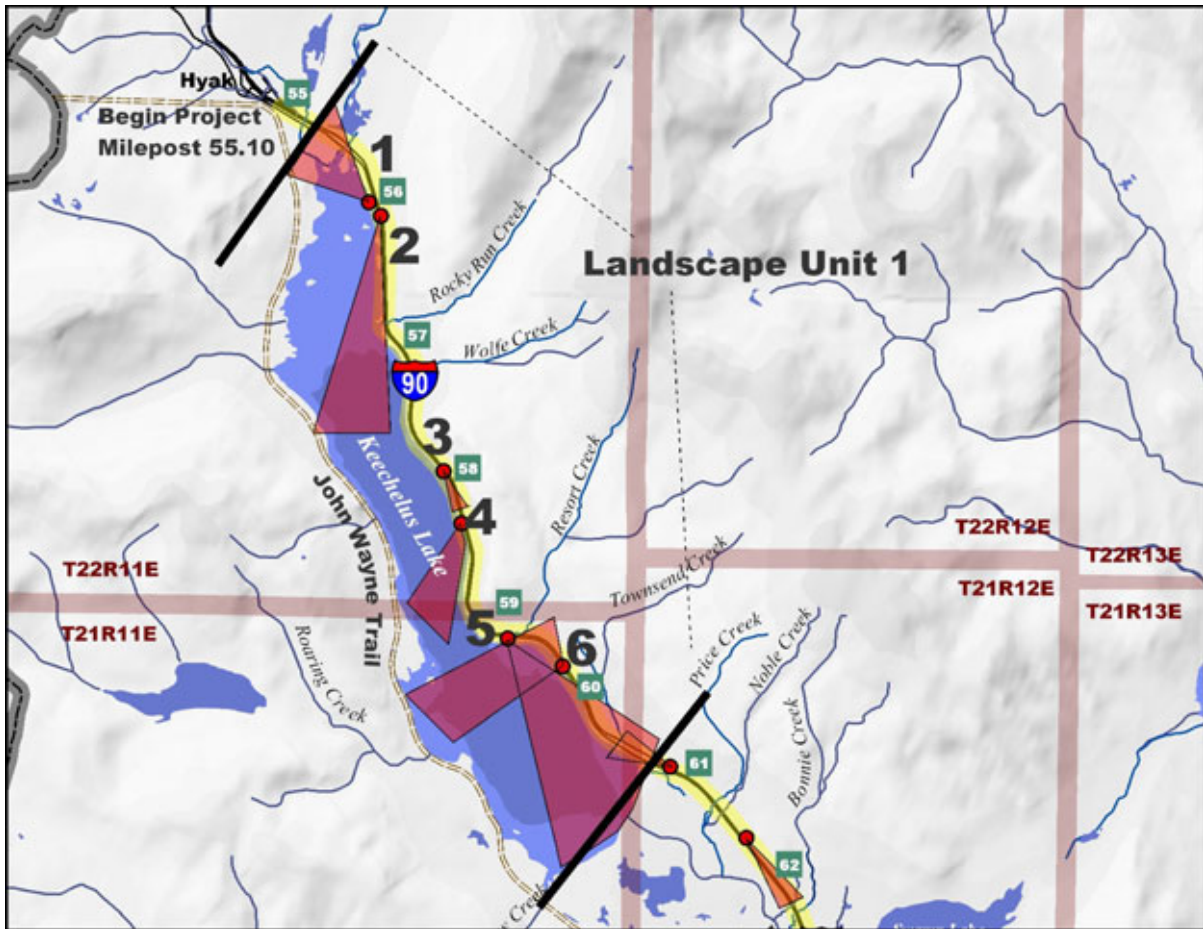 Hyak
55
Begin Project
Milepost 55.10
1
56
2
Rocky Run Creek
Landscape Unit 1
57
Wolfe Creek
90
3
58
Keechelus Lake
Resort Creek
4
John Wayne Trail
T22R12E
T22R13E
T22R11E
Townsend Creek
T21R12E
T21R13E
59
T21R11E
5
6
Roaring Creek
60
Price Creek
Noble Creek
Bonnie Creek
61
62
Creek
Lake